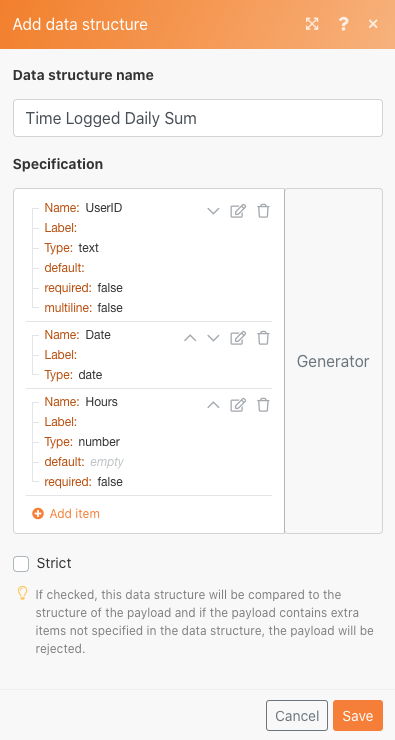 Add data structure
?
Data structure name
Time Logged Daily Sum
Specification
Name: UserID
Label:
Type: text
default:
required: false
multiline: false
Name: Date
Label:
Type: date
Name: Hours
Label:
Type: number
default: empty
required: false
Add item
Generator
Strict
If checked, this data structure will be compared to the
structure of the payload and if the payload contains extra
items not specified in the data structure, the payload will be
rejected.
Cancel
Save